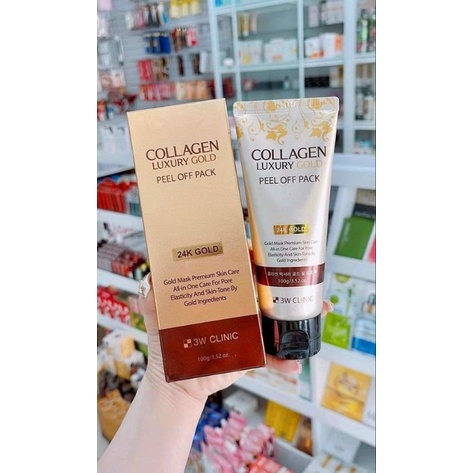 COLLAGEN
LUXURY GOLD
PEEL OFF PACK
24K GOLD
Gold Mask Premium Skin Care
All-in One Care For Pore
Elasticity And Skin-Tone By
Gold Ingredients
3W CLINIC
100g/3.52 oz.
COLLAGEN
LUXURY GOLD
PEEL OFF PACK
24K GOLD
Gold Mask Premium Skin Care
All-in One Care For Pore
Elasticity And Skin-Tone By
Gold Ingredients
100g/3.52 oz.
3W CLINIC